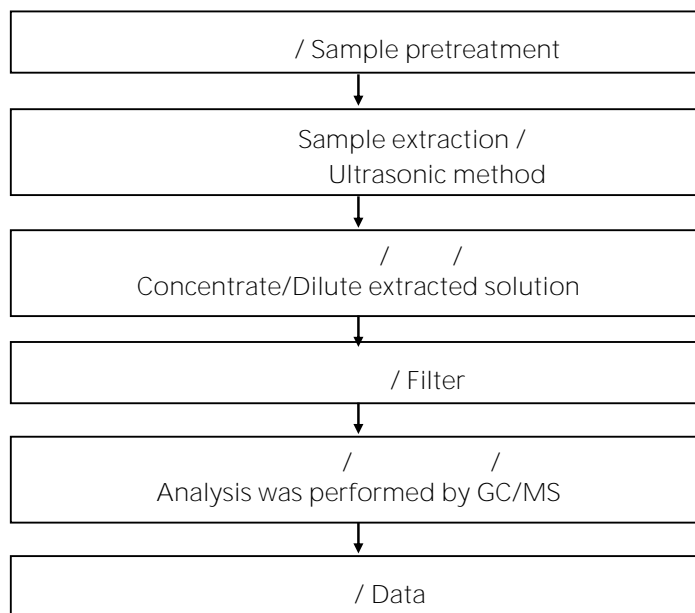 / Sample pretreatment
Sample extraction /
Ultrasonic method
/ /
Concentrate/Dilute extracted solution
/ Filter
/ /
Analysis was performed by GC/MS
/ Data